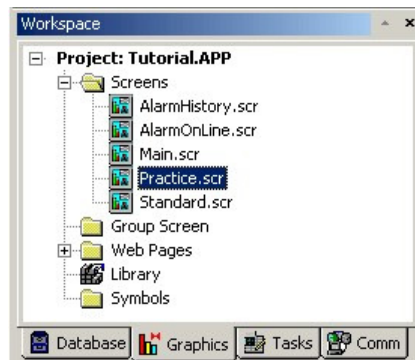 Workspace
Project: Tutorial.APP
Screens
AlarmHistory.scr
AlarmOnLine.scr
Main.scr
Practice.scr
Standard.scr
Group Screen
Web Pages
Library
Symbols
Database Graphics Tasks Comm